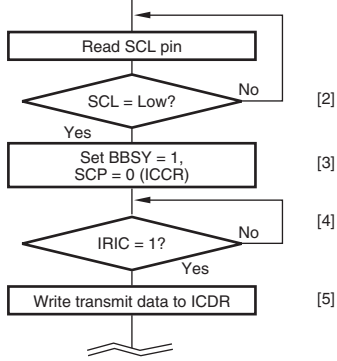 Read SCL pin
SCL = Low?
No
[2]
Yes
Set BBSY = 1,
SCP = 0 (ICCR)
[3]
[4]
IRIC = 1?
No
Yes
Write transmit data to ICDR
[5]